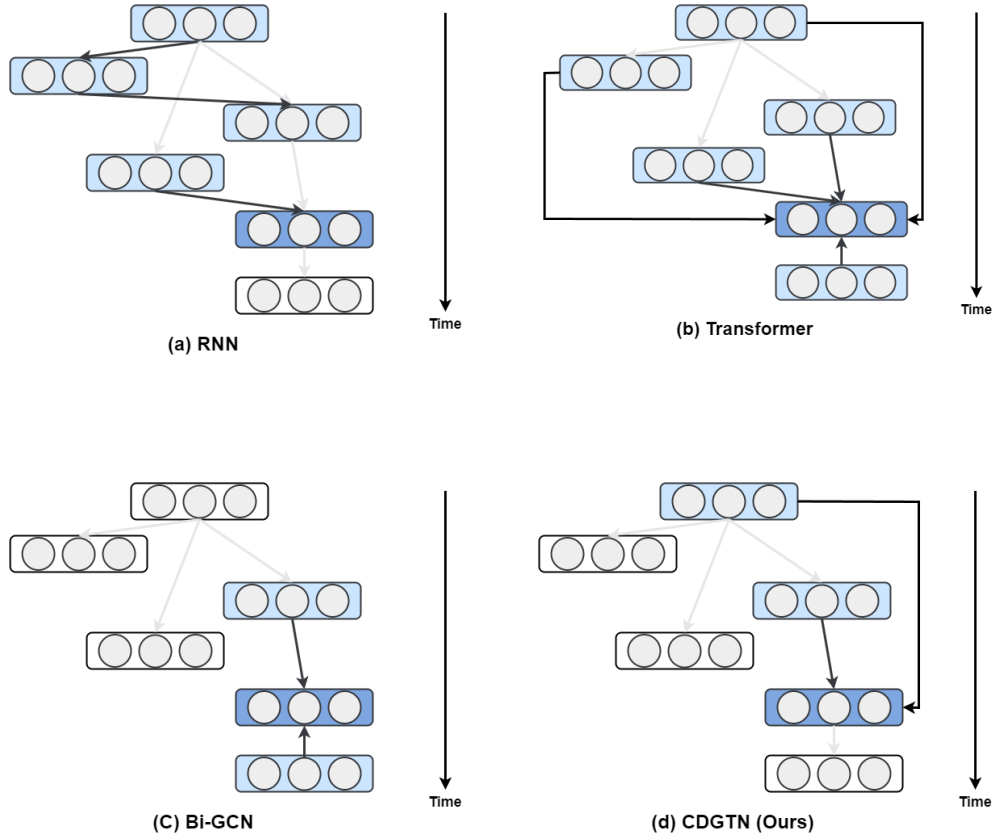 Time
(a) RNN
Time
(b) Transformer
Time
(C) Bi-GCN
Time
(d) CDGTN (Ours)